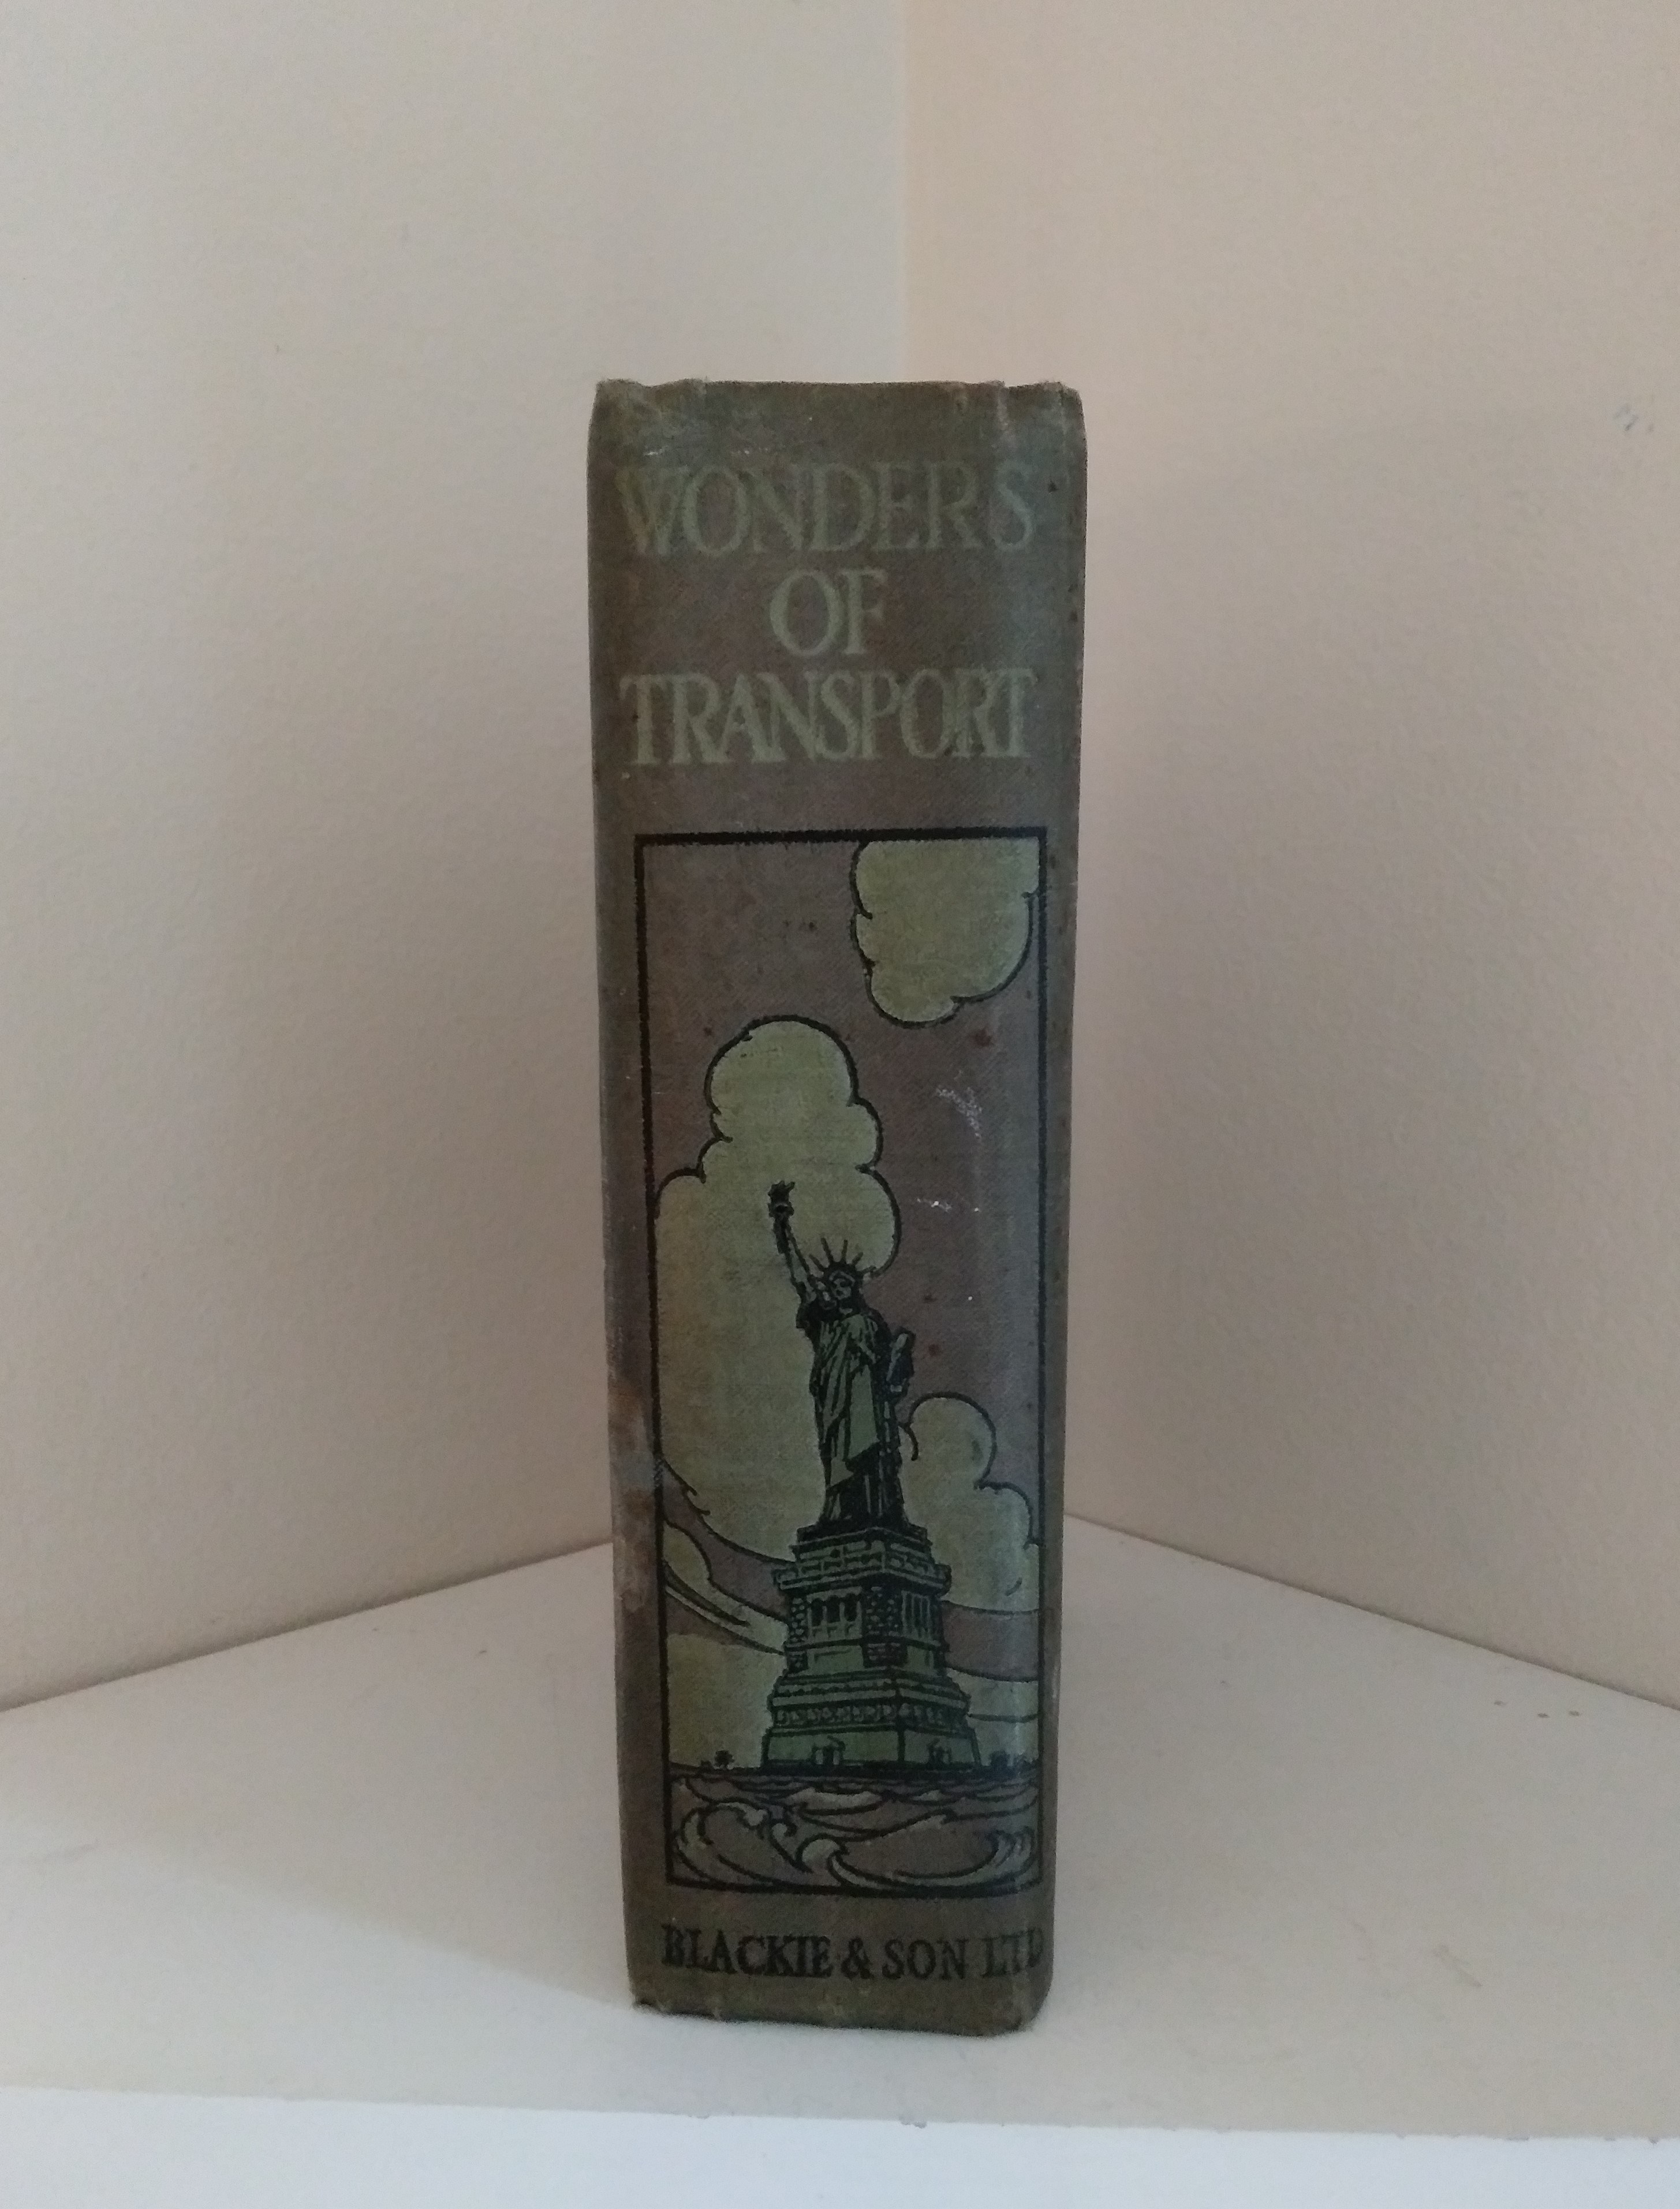 WONDERS
OF
TRANSPORT
BLACKIE & SON LTD